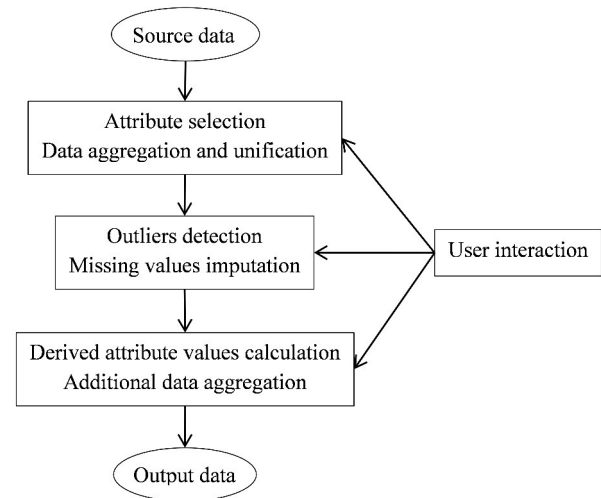 Source data
Attribute selection
Data aggregation and unification
Outliers detection
Missing values imputation
User interaction
Derived attribute values calculation
Additional data aggregation
Output data